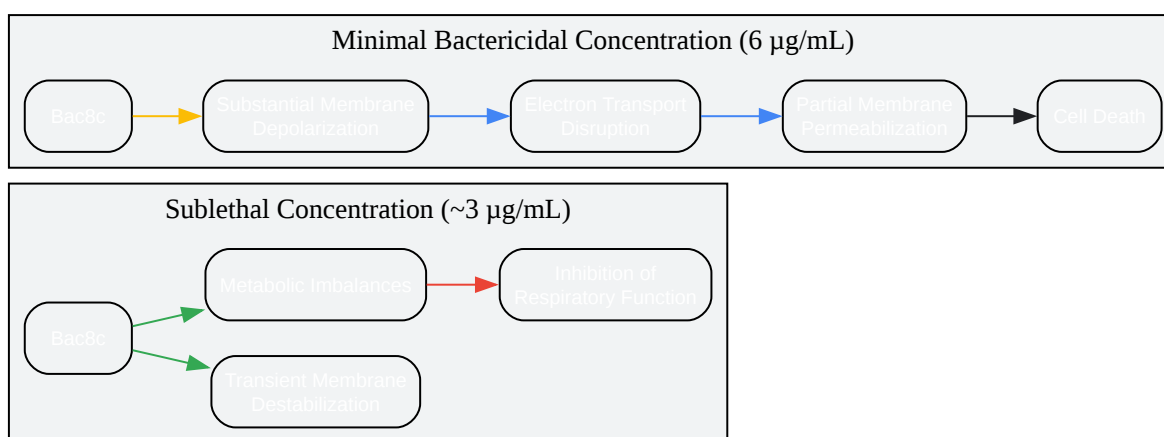 Minimal Bactericidal Concentration (6 µg/mL)
Bac8c
Substantial Membrane
Depolarization
Electron Transport
Disruption
Partial Membrane
Permeabilization
Cell Death
Sublethal Concentration (~3 µg/mL)
Bac8c
Metabolic Imbalances
Inhibition of
Respiratory Function
Transient Membrane
Destabilization